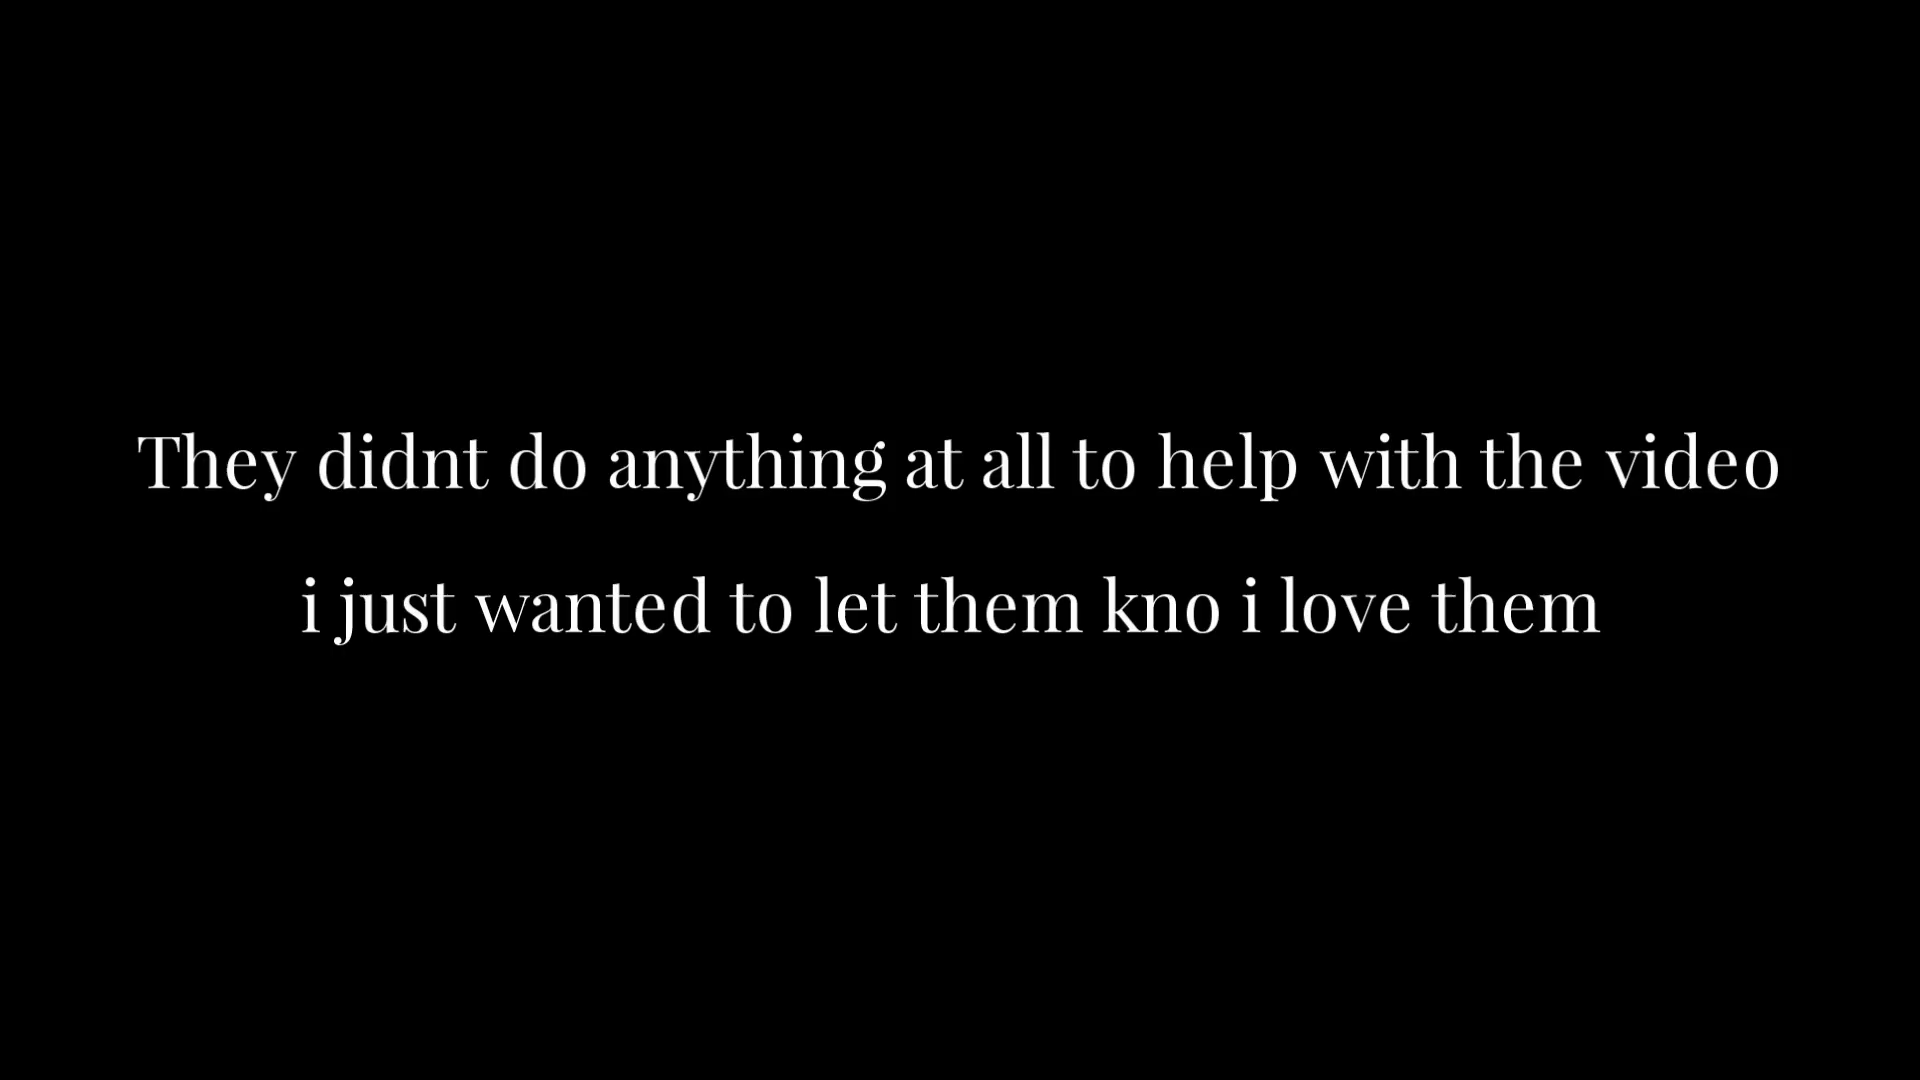 They didnt do anything at all to help with the video
i just wanted to let them kno i love them